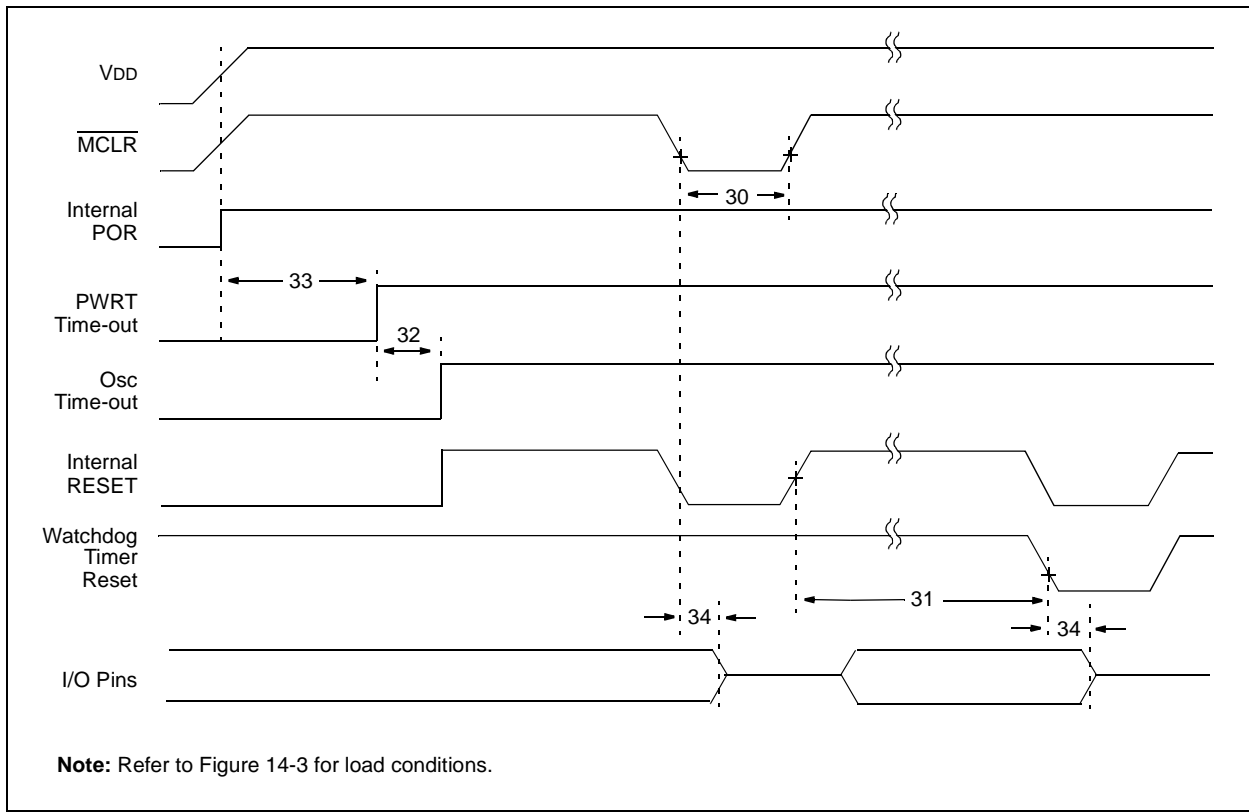 VDD
MCLR
Internal
POR
30
33
PWRT
Time-out
32
Osc
Time-out
Internal
RESET
Watchdog
Timer
Reset
31
34
34
I/O Pins
Note: Refer to Figure 14-3 for load conditions.